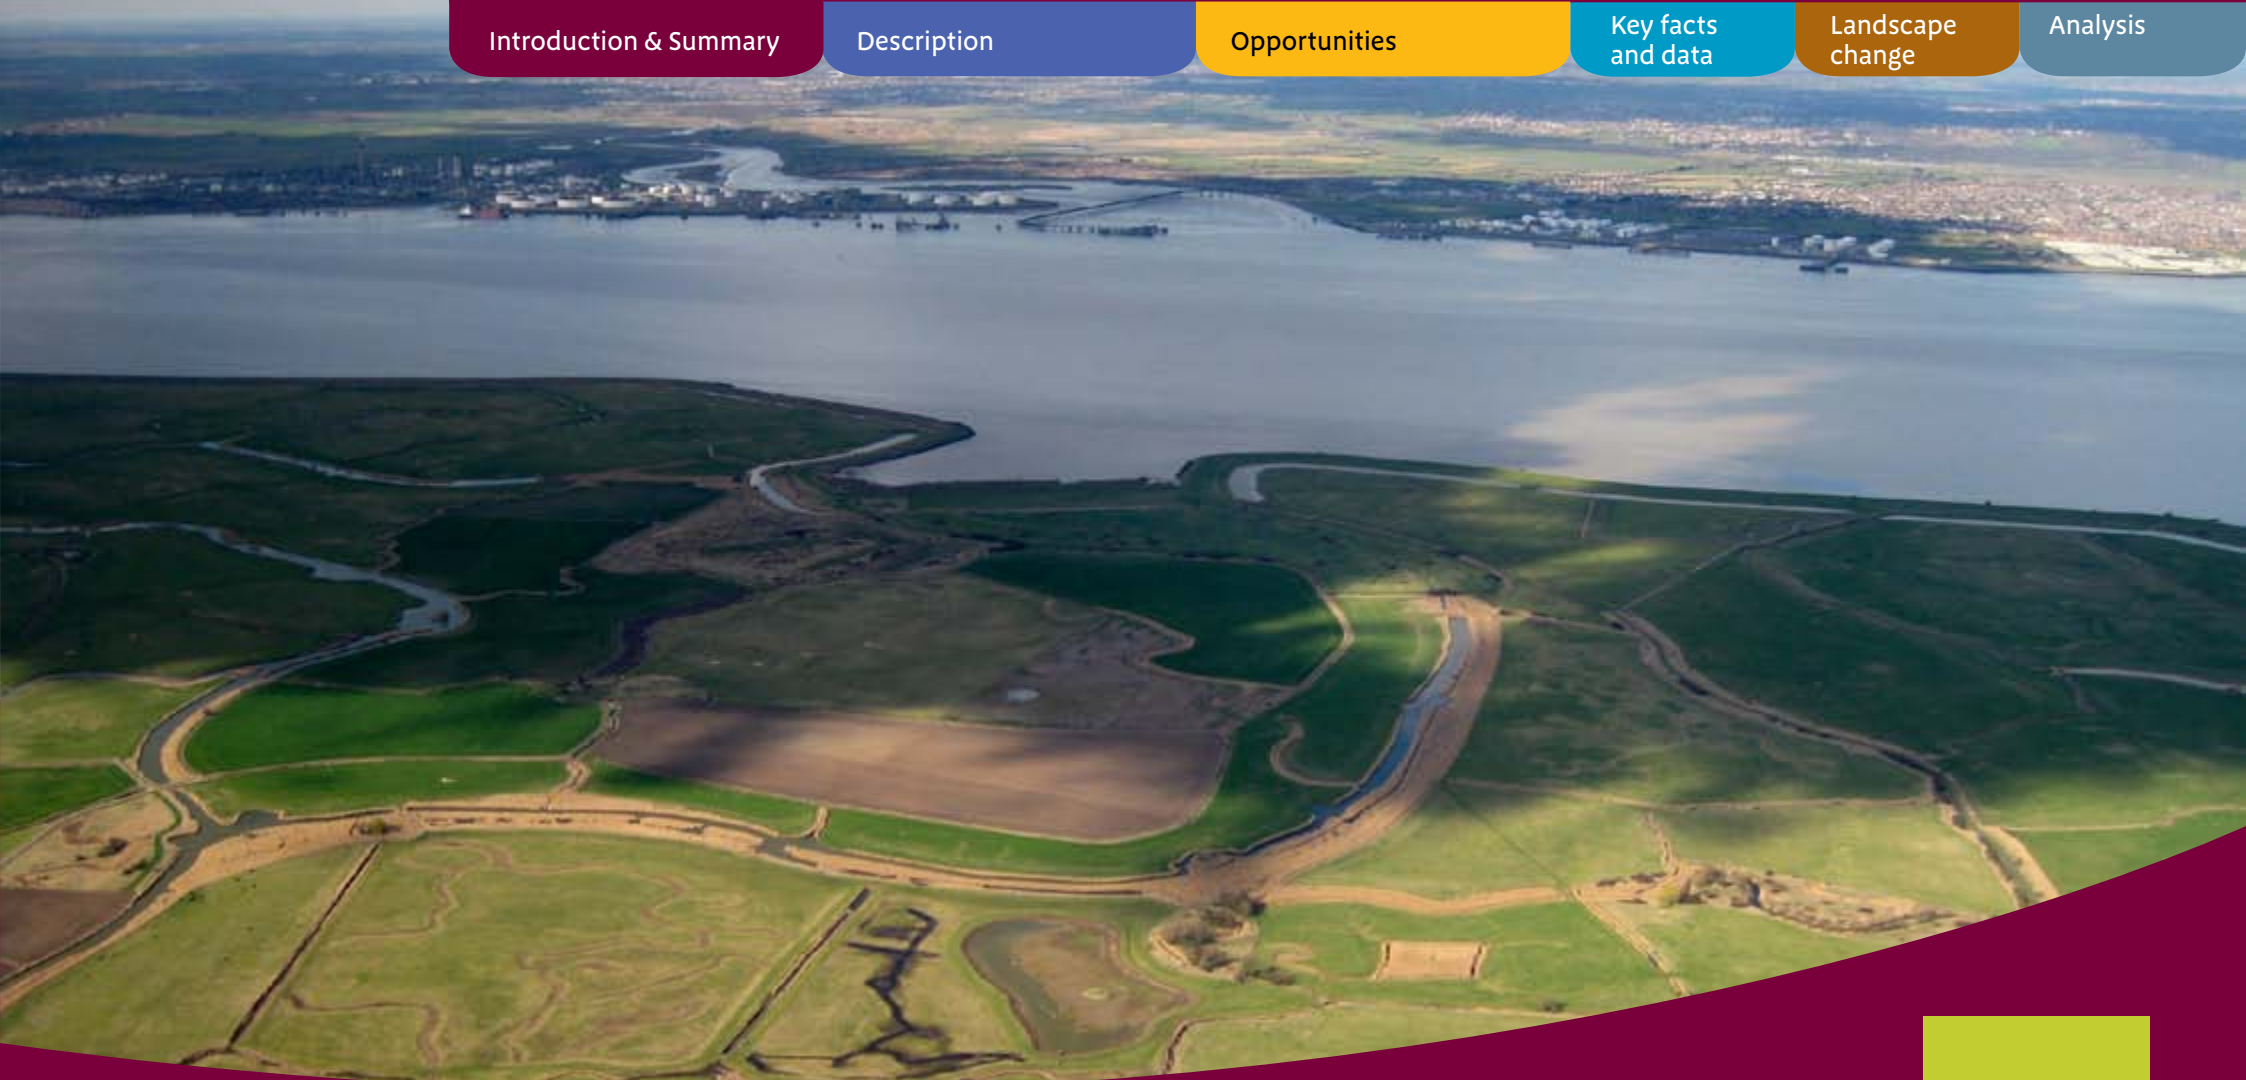 Introduction & Summary
Description
Opportunities
Key facts
and data
Landscape
change
Analysis